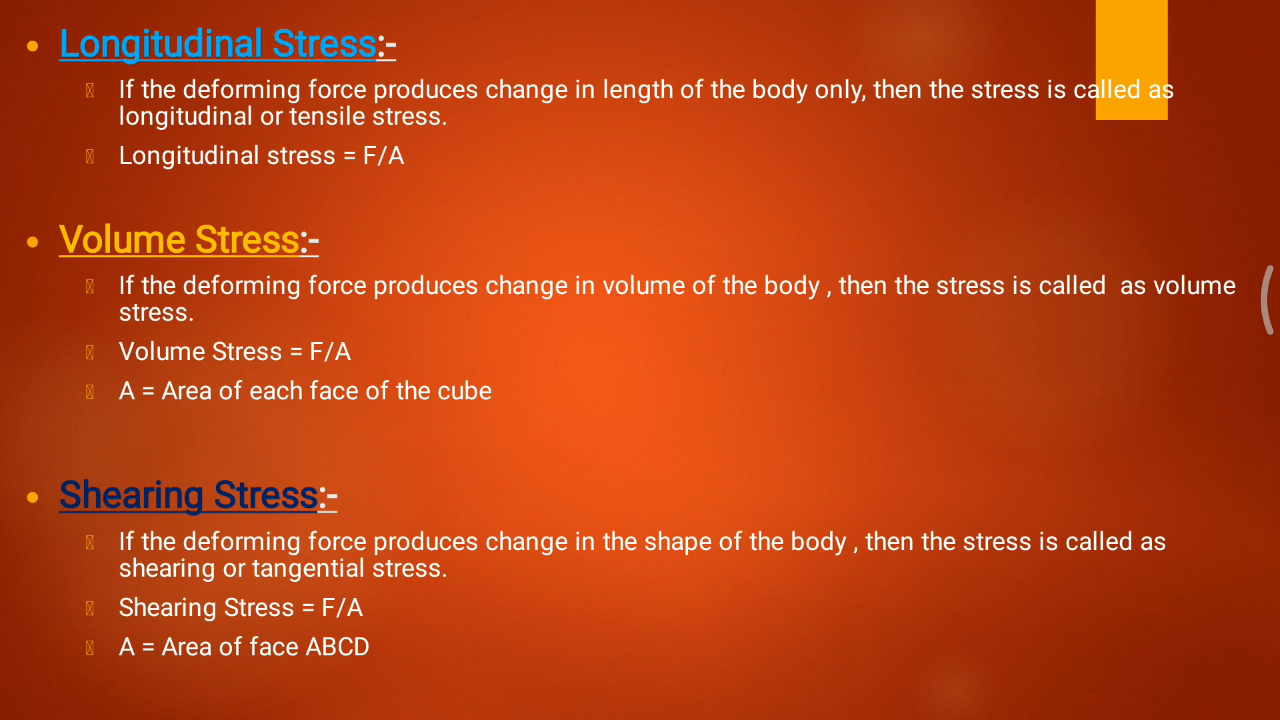 • Longitudinal Stress:-
If the deforming force produces change in length of the body only, then the stress is called as
longitudinal or tensile stress.
Longitudinal stress = F/A
• Volume Stress:-
If the deforming force produces change in volume of the body , then the stress is called  as volume
stress.
Volume Stress = F/A
A = Area of each face of the cube
• Shearing Stress:-
If the deforming force produces change in the shape of the body , then the stress is called as
shearing or tangential stress.
Shearing Stress = F/A
A = Area of face ABCD